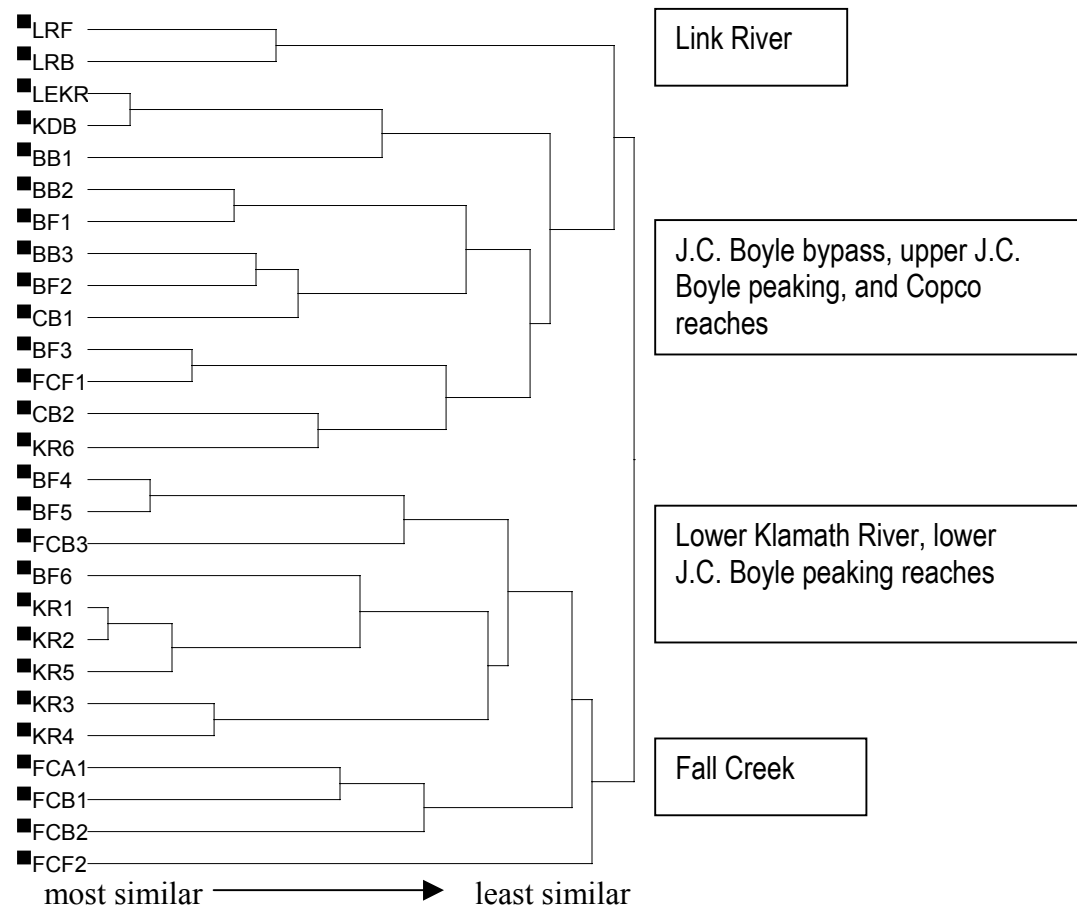 LRF
LRB
LEKR
KDB
BB1
BB2
BF1
BB3
BF2
CB1
BF3
FCF1
CB2
KR6
BF4
BF5
FCB3
BF6
KR1
KR2
KR5
KR3
KR4
FCA1
FCB1
FCB2
FCF2
most similar
least similar
Link River
J.C. Boyle bypass, upper J.C.
Boyle peaking, and Copco
reaches
Lower Klamath River, lower
J.C. Boyle peaking reaches
Fall Creek